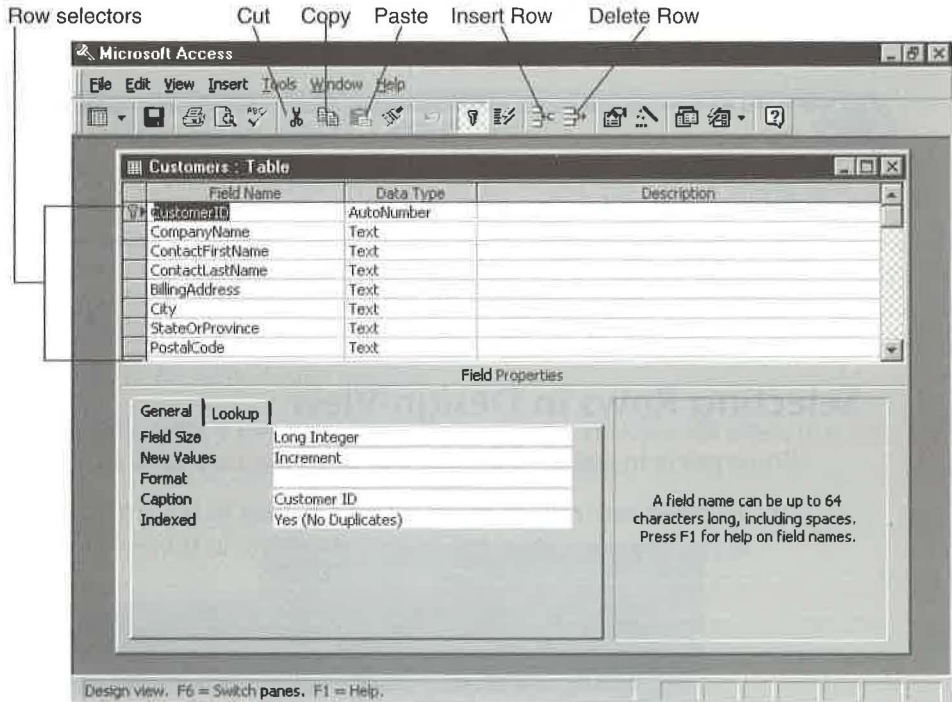 Row selectors Cut Copy Paste Insert Row Delete Row
Microsoft Access
File Edit View Insert Tools Window Help
Customers : Table
Field Name Data Type Description
CustomerID AutoNumber
CompanyName Text
ContactFirstName Text
ContactLastName Text
BillingAddress Text
City Text
StateOrProvince Text
PostalCode Text
Field Properties
General Lookup
Field Size Long Integer
New Values Increment
Format
Caption Customer ID
Indexed Yes (No Duplicates)
A field name can be up to 64
characters long, including spaces.
Press F1 for help on field names.
Design view. F6 = Switch panes. F1 = Help.